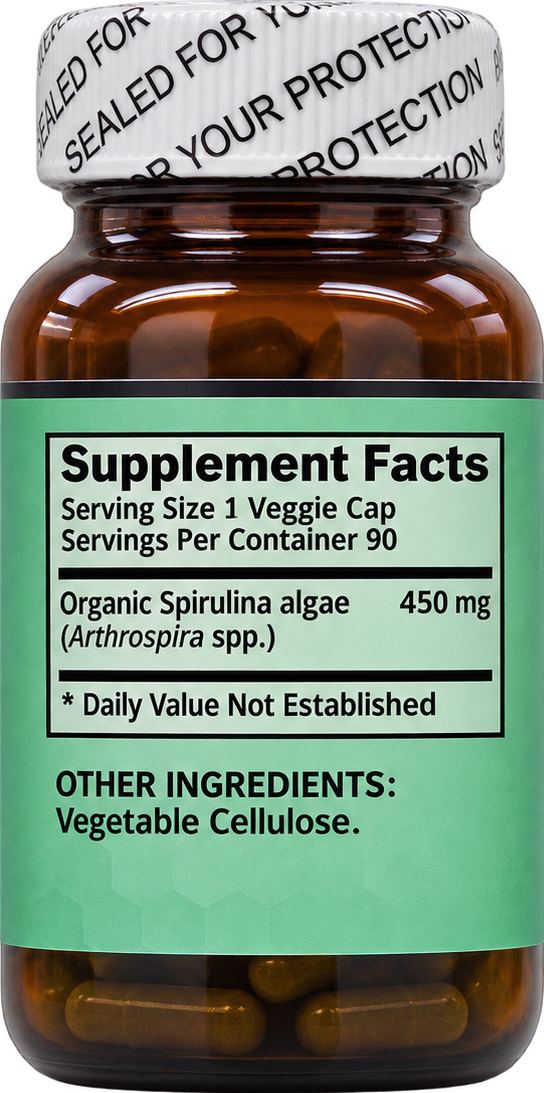 SEALED FOR
SEALED FOR YOUR
FOR YOUR PROTECTION
PROTECTION
Supplement Facts
Serving Size 1 Veggie Cap
Servings Per Container 90
Organic Spirulina algae 450 mg
(Arthrospira spp.)
* Daily Value Not Established
OTHER INGREDIENTS:
Vegetable Cellulose.